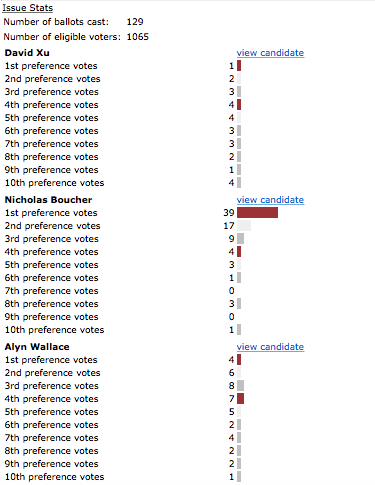 Issue Stats
Number of ballots cast: 129
Number of eligible voters: 1065
David Xu view candidate
1st preference votes 1
2nd preference votes 2
3rd preference votes 3
4th preference votes 4
5th preference votes 4
6th preference votes 3
7th preference votes 3
8th preference votes 2
9th preference votes 1
10th preference votes 4
Nicholas Boucher view candidate
1st preference votes 39
2nd preference votes 17
3rd preference votes 9
4th preference votes 4
5th preference votes 3
6th preference votes 1
7th preference votes 0
8th preference votes 3
9th preference votes 0
10th preference votes 1
Alyn Wallace view candidate
1st preference votes 4
2nd preference votes 6
3rd preference votes 8
4th preference votes 7
5th preference votes 5
6th preference votes 2
7th preference votes 4
8th preference votes 2
9th preference votes 2
10th preference votes 1